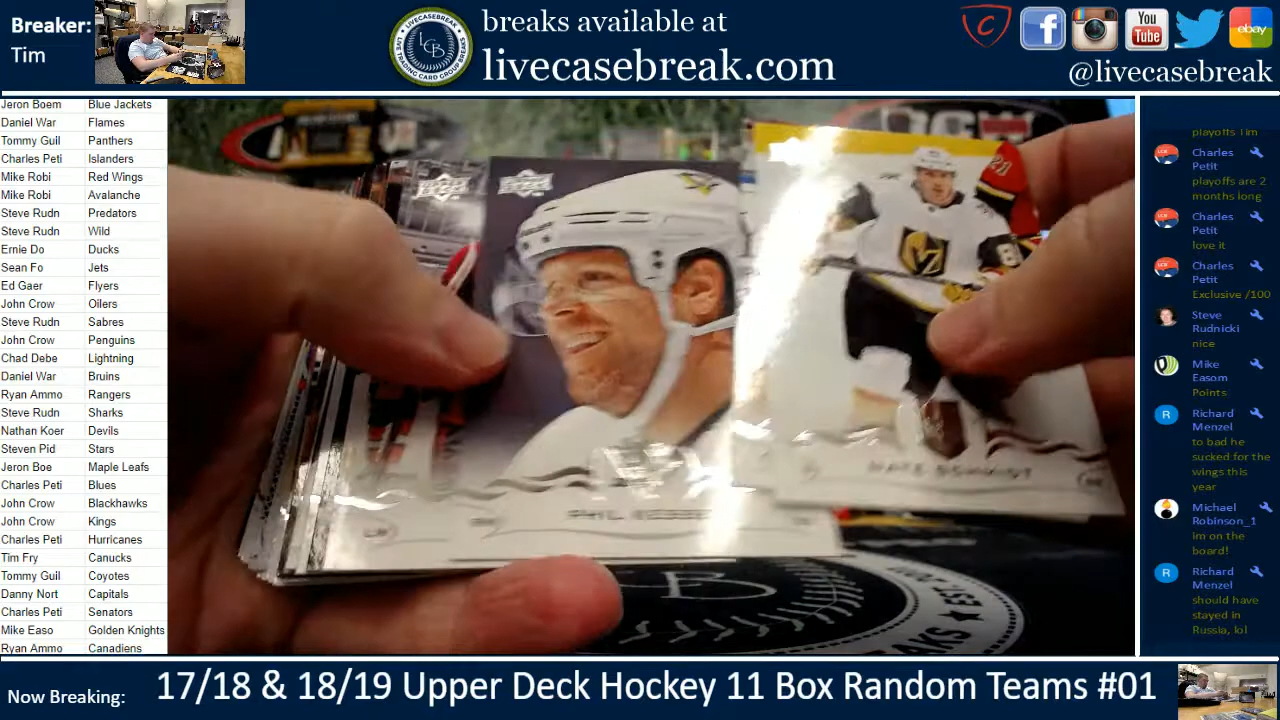 Breaker:
Tim
breaks available at
livecasebreak.com
LCB
You
Tube
ebay
@livecasebreak
Jeron Boem Blue Jackets
Daniel War Flames
Tommy Guil Panthers
Charles Peti Islanders
Mike Robi Red Wings
Mike Robi Avalanche
Steve Rudn Predators
Steve Rudn Wild
Ernie Do Ducks
Sean Fo Jets
Ed Gaer Flyers
John Crow Oilers
Steve Rudn Sabres
John Crow Penguins
Chad Debe Lightning
Daniel War Bruins
Ryan Ammo Rangers
Steve Rudn Sharks
Nathan Koer Devils
Steven Pid Stars
Jeron Boe Maple Leafs
Charles Peti Blues
John Crow Blackhawks
John Crow Kings
Charles Peti Hurricanes
Tim Fry Canucks
Tommy Guil Coyotes
Danny Nort Capitals
Charles Peti Senators
Mike Easo Golden Knights
Ryan Ammo Canadiens
PHIL KESSEL
playoffs Tim
Charles
Petit
playoffs are 2
months long
Charles
Petit
love it
Charles
Petit
Exclusive /100
Steve
Rudnicki
nice
Mike
Easom
Points
R
Richard
Menzel
to bad he
sucked for the
wings this
year
Michael
Robinson_1
im on the
board!
R
Richard
Menzel
should have
stayed in
Russia, lol
Now Breaking:
17/18 & 18/19 Upper Deck Hockey 11 Box Random Teams #01